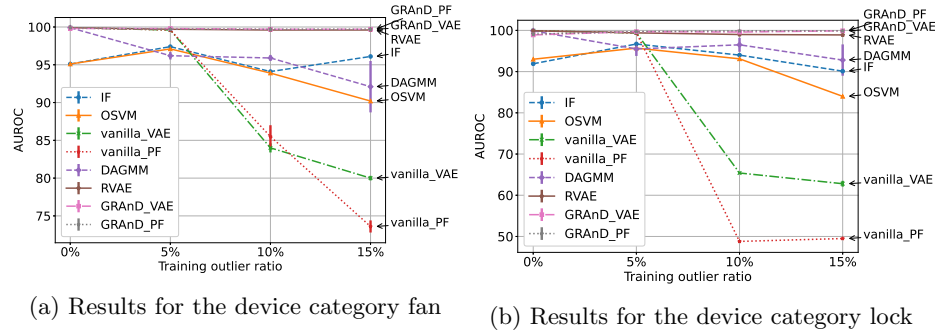 100
95
90
85
80
75
AUROC
0%
5%
10%
15%
Training outlier ratio
IF
OSVM
vanilla_VAE
vanilla_PF
DAGMM
RVAE
GRAnD_VAE
GRAnD_PF
GRAnD_PF
GRAnD_VAE
RVAE
IF
DAGMM
OSVM
vanilla_VAE
vanilla_PF
(a) Results for the device category fan
100
90
80
70
60
50
AUROC
0%
5%
10%
15%
Training outlier ratio
IF
OSVM
vanilla_VAE
vanilla_PF
DAGMM
RVAE
GRAnD_VAE
GRAnD_PF
GRAnD_PF
GRAnD_VAE
RVAE
DAGMM
IF
OSVM
vanilla_VAE
vanilla_PF
(b) Results for the device category lock